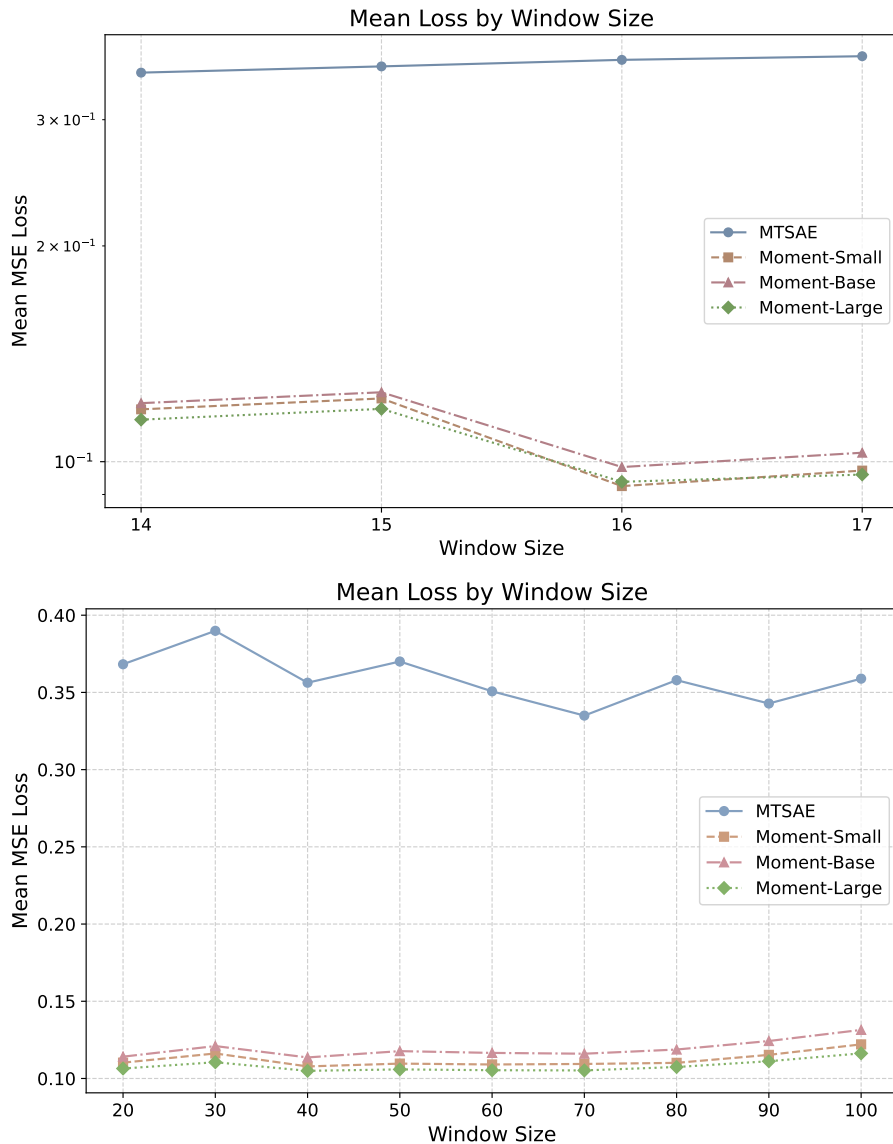 Mean Loss by Window Size
Mean MSE Loss
3 × 10⁻¹
2 × 10⁻¹
10⁻¹
MTSAE
Moment-Small
Moment-Base
Moment-Large
14 15 16 17
Window Size
Mean Loss by Window Size
Mean MSE Loss
0.40
0.35
0.30
0.25
0.20
0.15
0.10
MTSAE
Moment-Small
Moment-Base
Moment-Large
20 30 40 50 60 70 80 90 100
Window Size